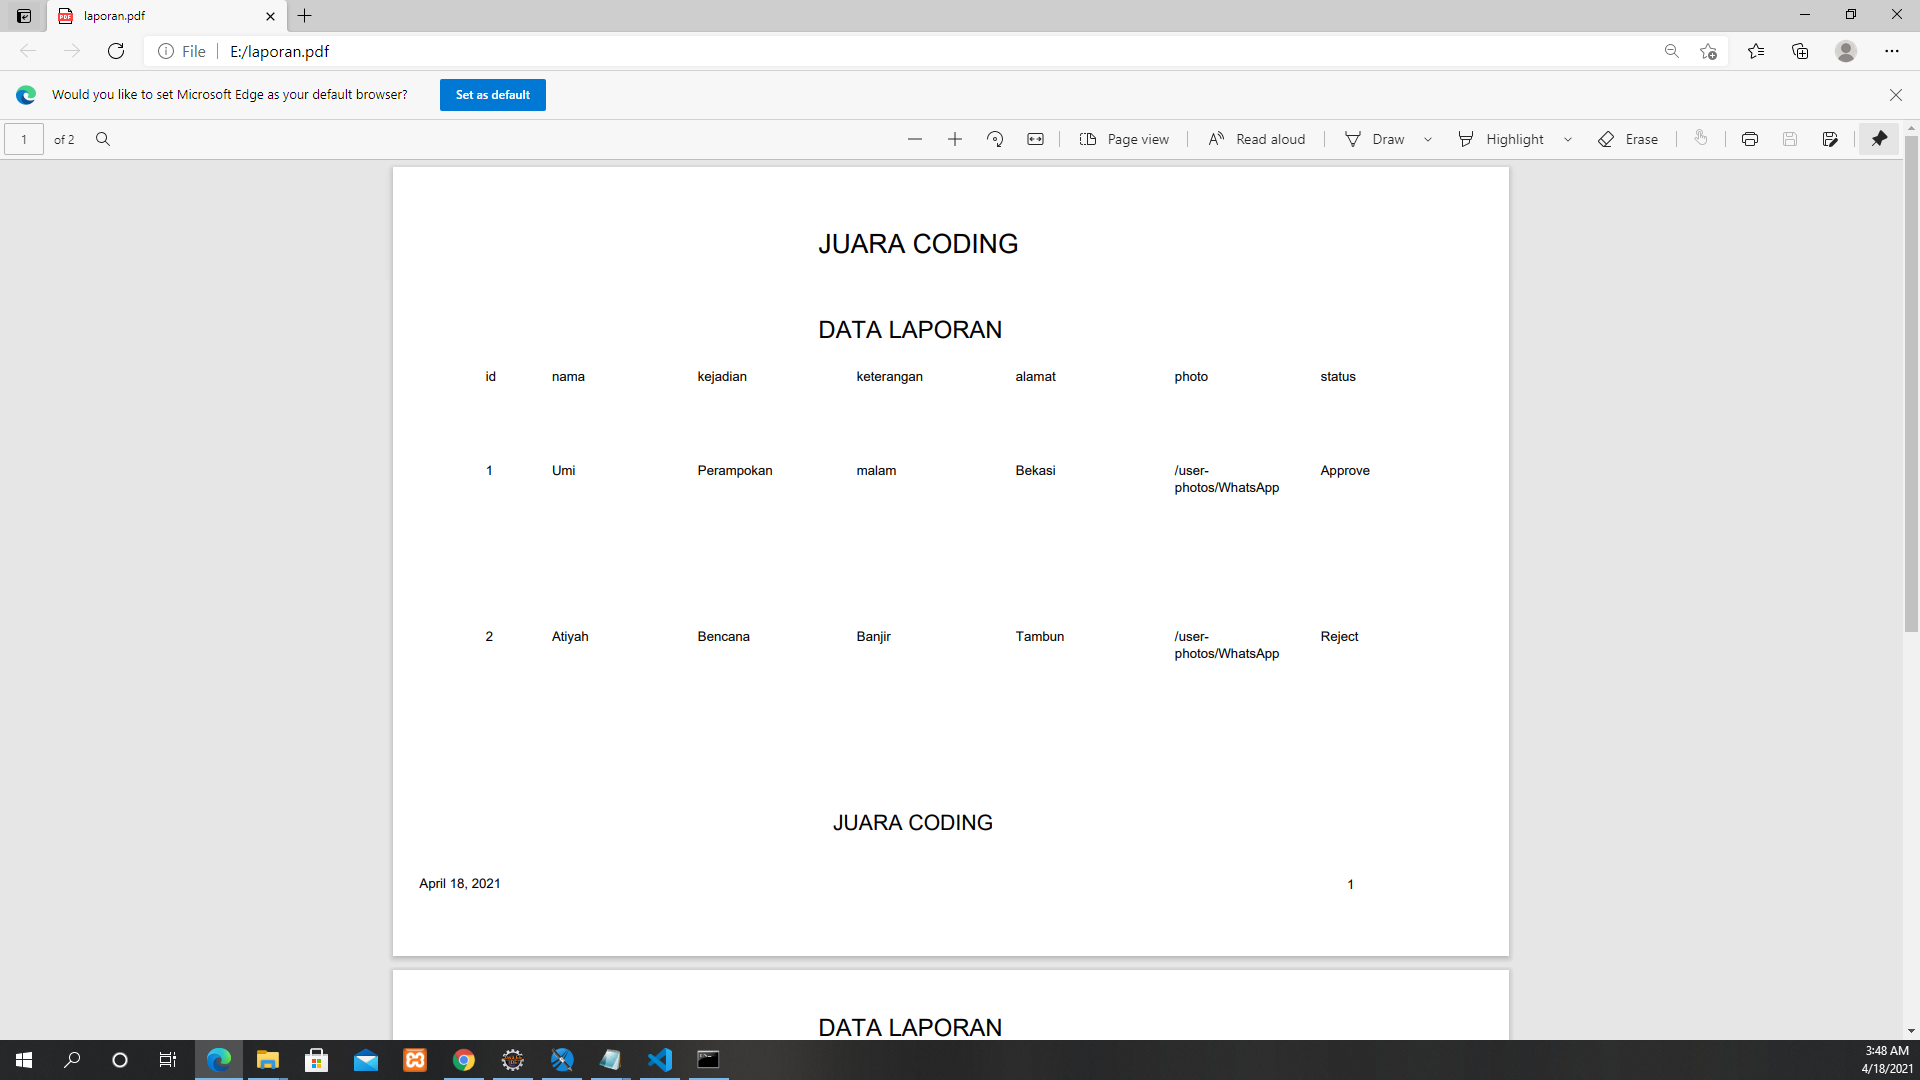 laporan.pdf
File E:/laporan.pdf
Would you like to set Microsoft Edge as your default browser? Set as default
1 of 2 Page view Read aloud Draw Highlight Erase
JUARA CODING
DATA LAPORAN
id nama kejadian keterangan alamat photo status
1 Umi Perampokan malam Bekasi /user- Approve
photos/WhatsApp
2 Atiyah Bencana Banjir Tambun /user- Reject
photos/WhatsApp
JUARA CODING
April 18, 2021 1
DATA LAPORAN
3:48 AM
4/18/2021